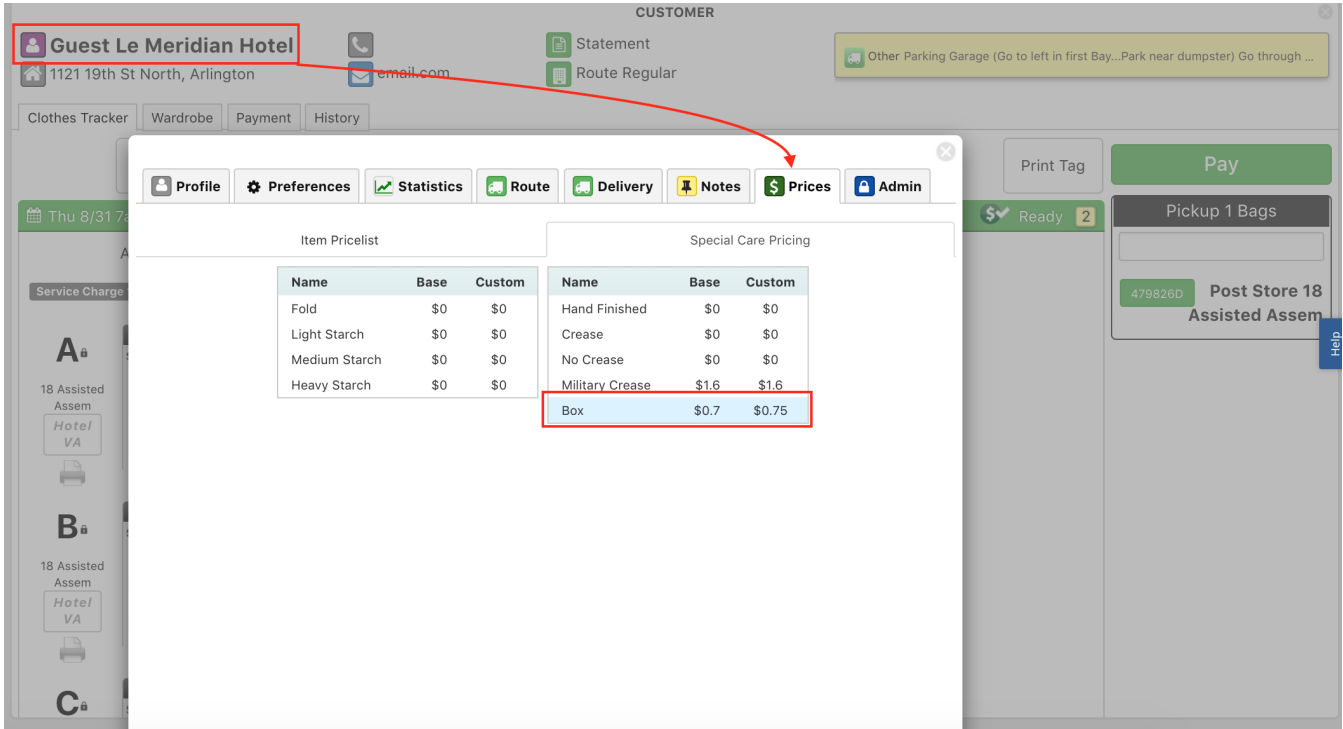 CUSTOMER
Guest Le Meridian Hotel
1121 19th St North, Arlington
email.com
Statement
Route Regular
Other Parking Garage (Go to left in first Bay...Park near dumpster) Go through ...
Clothes Tracker Wardrobe Payment History
Profile Preferences Statistics Route Delivery Notes Prices Admin
Item Pricelist Special Care Pricing
Name Base Custom
Fold $0 $0
Light Starch $0 $0
Medium Starch $0 $0
Heavy Starch $0 $0
Name Base Custom
Hand Finished $0 $0
Crease $0 $0
No Crease $0 $0
Military Crease $1.6 $1.6
Box $0.7 $0.75
Thu 8/31
Service Charge
A
18 Assisted
Assem
Hotel
VA
B
18 Assisted
Assem
Hotel
VA
C
Print Tag
Ready 2
Pay
Pickup 1 Bags
479826D Post Store 18
Assisted Assem
Help